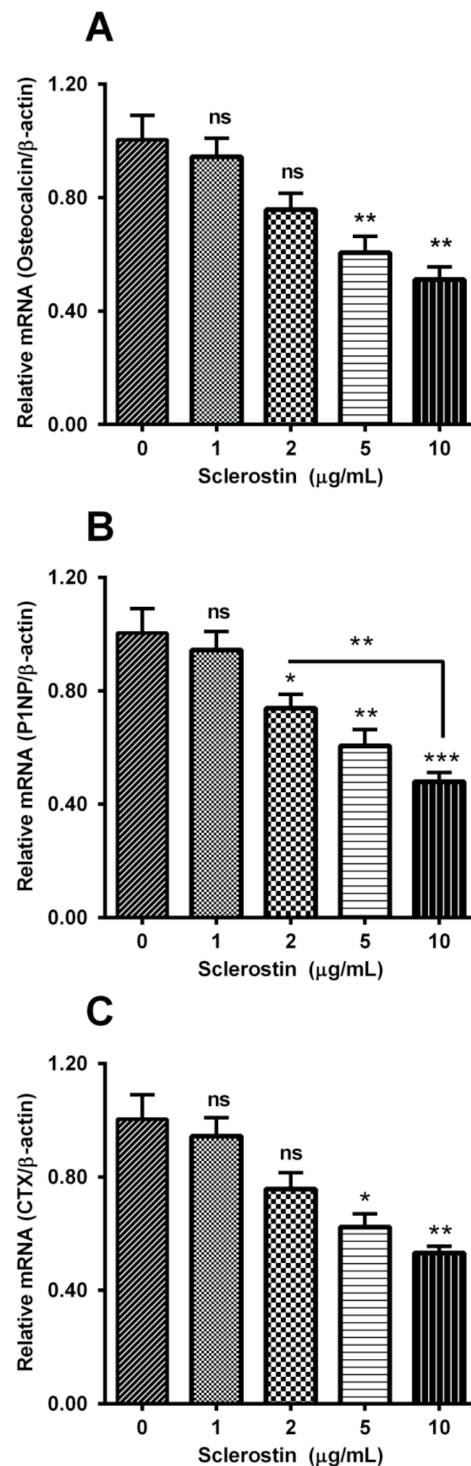 A
Relative mRNA (Osteocalcin/β-actin)
1.20
0.80
0.40
0.00
ns
ns
**
**
0 1 2 5 10
Sclerostin (μg/mL)
B
Relative mRNA (P1NP/β-actin)
1.20
0.80
0.40
0.00
ns
**
*
**
***
0 1 2 5 10
Sclerostin (μg/mL)
C
Relative mRNA (CTX/β-actin)
1.20
0.80
0.40
0.00
ns
ns
*
**
0 1 2 5 10
Sclerostin (μg/mL)